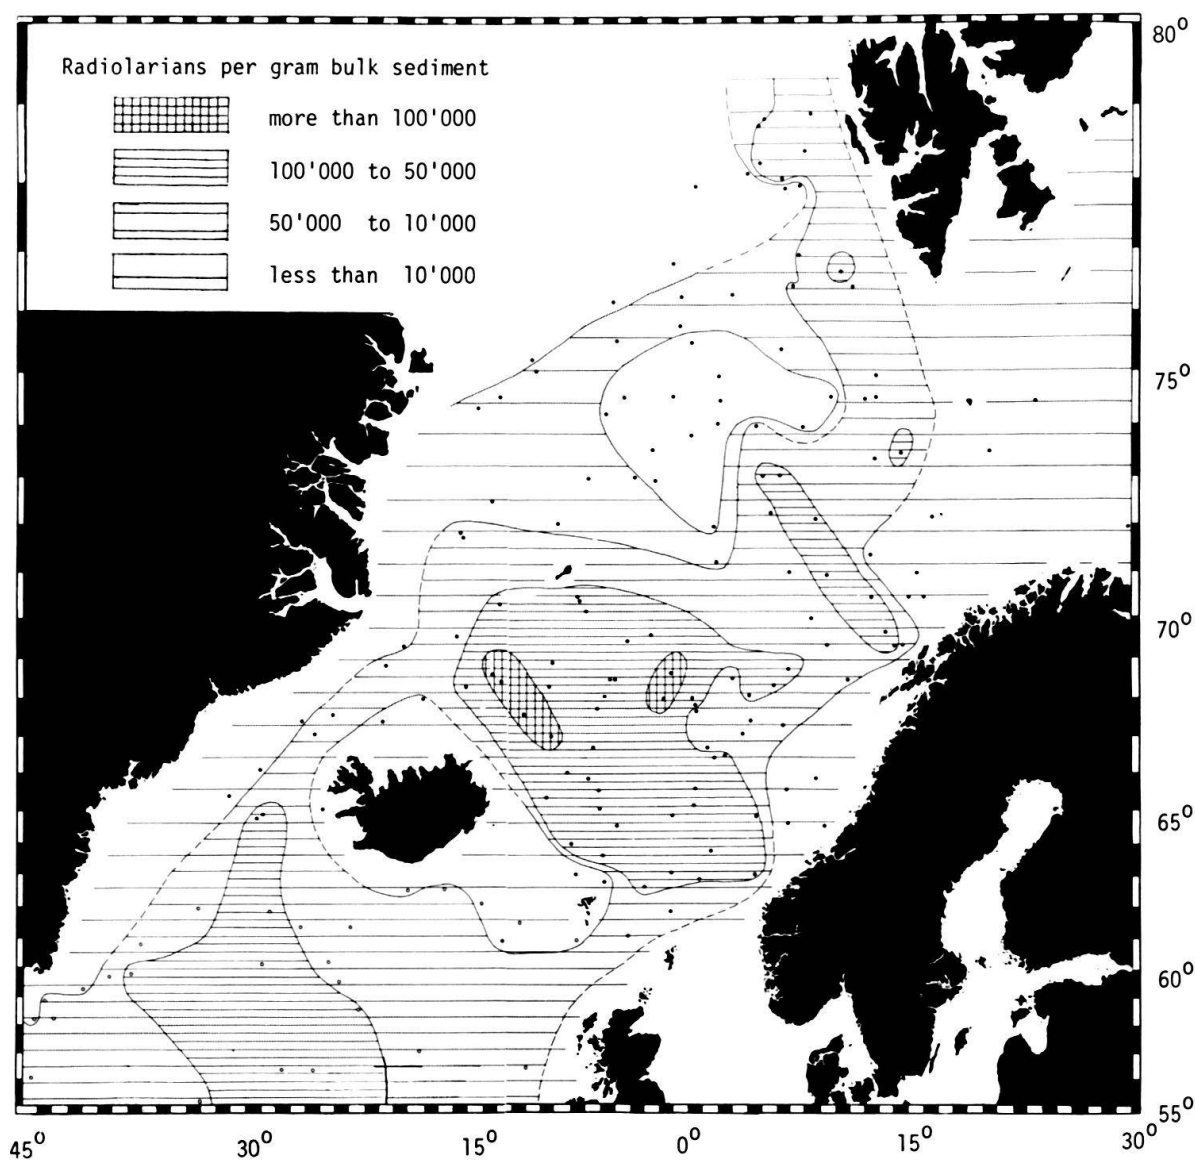 Radiolarians per gram bulk sediment
more than 100'000
100'000 to 50'000
50'000 to 10'000
less than 10'000
80°
75°
70°
65°
60°
55°
45° 30° 15° 0° 15° 30°